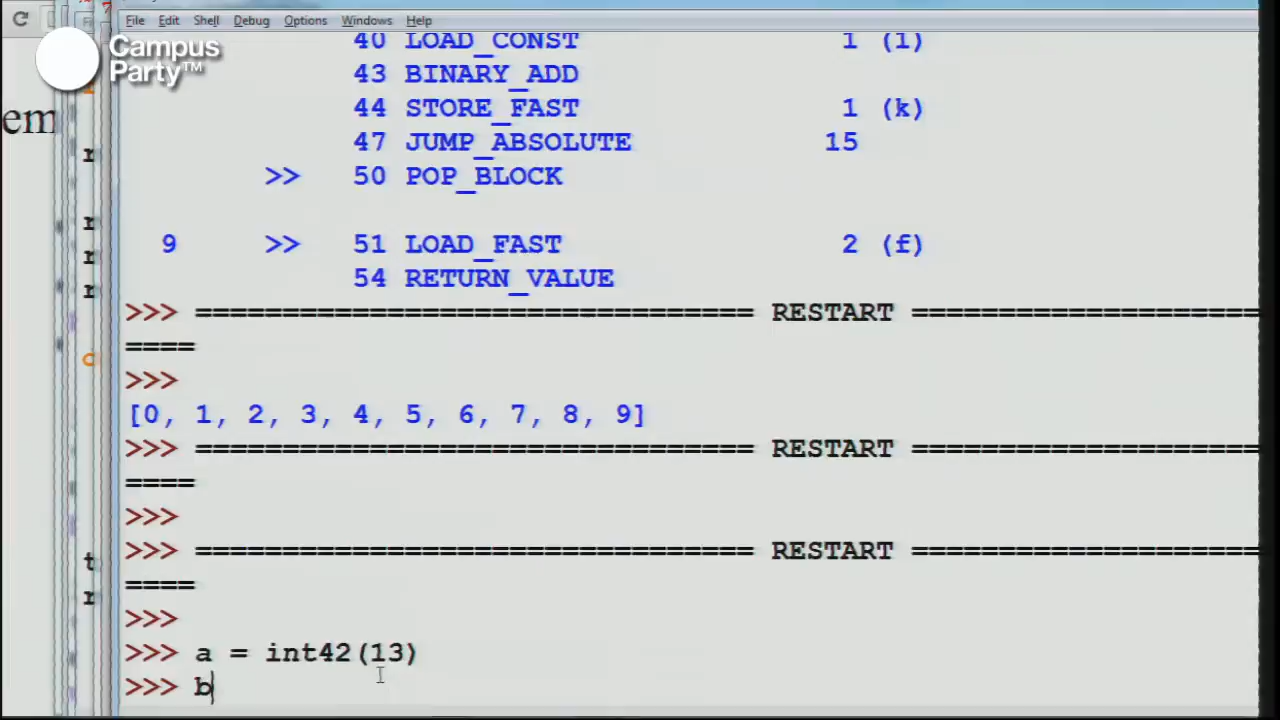 File Edit Shell Debug Options Windows Help
Campus
Party™
40 LOAD_CONST 1 (1)
43 BINARY_ADD
em
44 STORE_FAST 1 (k)
47 JUMP_ABSOLUTE 15
>> 50 POP_BLOCK
9 >> 51 LOAD_FAST 2 (f)
54 RETURN_VALUE
>>> ================================ RESTART ====================
====
>>>
[0, 1, 2, 3, 4, 5, 6, 7, 8, 9]
>>> ================================ RESTART ====================
====
>>>
>>> ================================ RESTART ====================
====
>>>
>>> a = int42(13)
>>> b